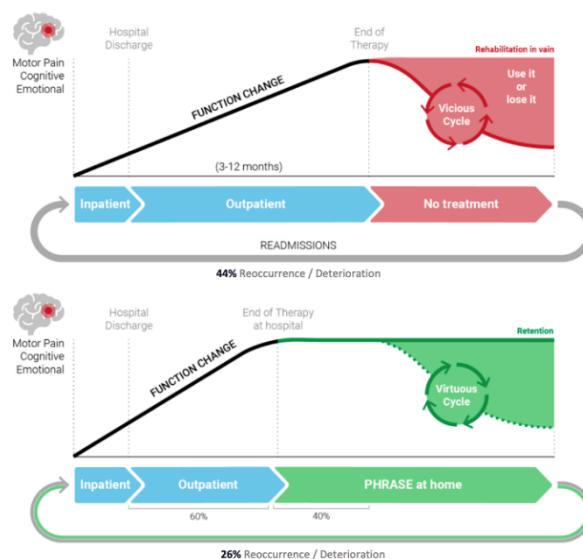 Hospital
Discharge
End of
Therapy
Rehabilitation in vain
Motor Pain
Cognitive
Emotional
FUNCTION CHANGE
Use it
or
lose it
Vicious
Cycle
(3-12 months)
Inpatient
Outpatient
No treatment
READMISSIONS
44% Reoccurrence / Deterioration
Hospital
Discharge
End of Therapy
at hospital
Retention
Motor Pain
Cognitive
Emotional
FUNCTION CHANGE
Virtuous
Cycle
Inpatient
Outpatient
PHRASE at home
60%
40%
26% Reoccurrence / Deterioration